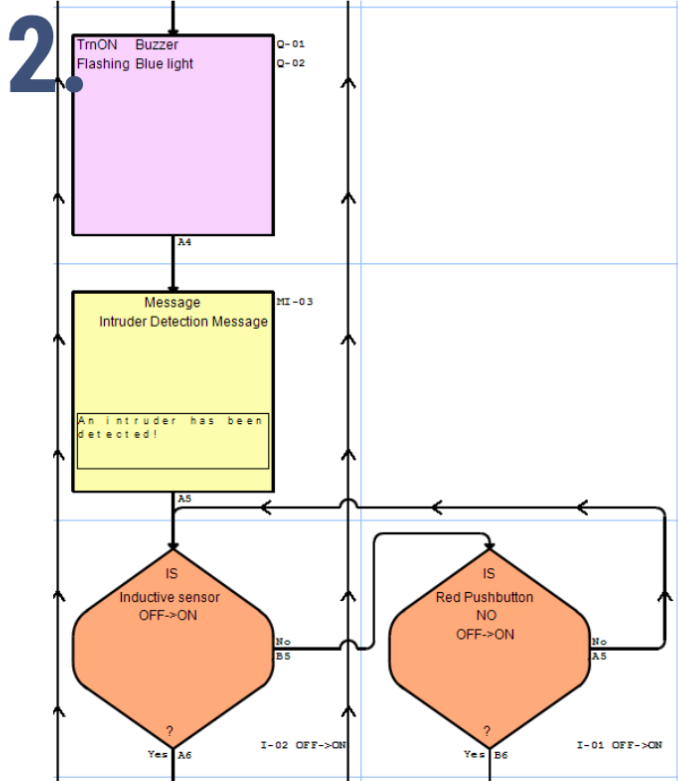 2
TrnON Buzzer Q-01
Flashing Blue light Q-02
A4
Message MI-03
Intruder Detection Message
An intruder has been
detected!
A5
IS
Inductive sensor
OFF->ON
No
B5
?
I-02 OFF->ON
Yes A6
IS
Red Pushbutton
NO
OFF->ON
No
A5
?
I-01 OFF->ON
Yes B6